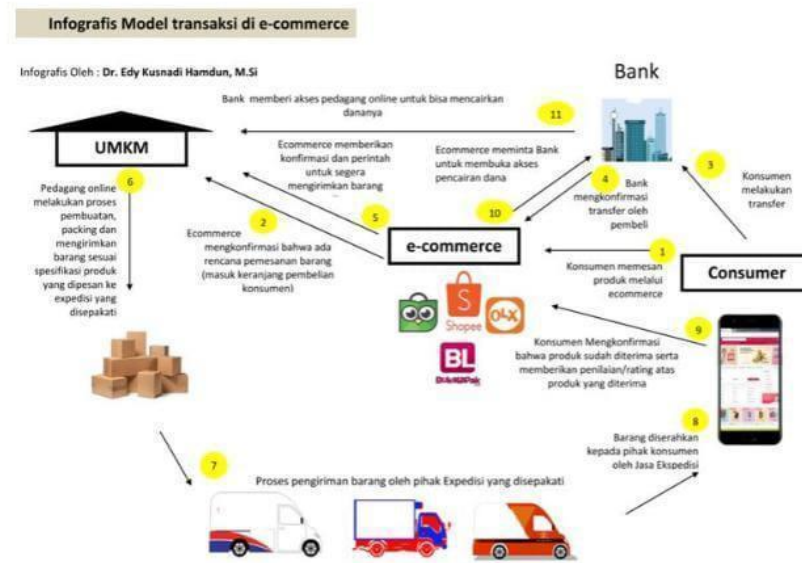 Infografis Model transaksi di e-commerce
Infografis Oleh : Dr. Edy Kusnadi Hamdun, M.Si
Bank
Bank memberi akses pedagang online untuk bisa mencairkan
dananya
11
UMKM
Ecommerce memberikan
konfirmasi dan perintah
untuk segera
mengirimkan barang
Ecommerce meminta Bank
untuk membuka akses
pencairan dana
3
Konsumen
melakukan
transfer
4
Bank
mengkonfirmasi
transfer oleh
pembeli
6
Pedagang online
melakukan proses
pembuatan,
packing dan
mengirimkan
barang sesuai
spesifikasi produk
yang dipesan ke
expedisi yang
disepakati
2
Ecommerce
mengkonfirmasi bahwa ada
rencana pemesanan barang
(masuk keranjang pembelian
konsumen)
5
10
e-commerce
1
Konsumen memesan
produk melalui
ecommerce
Consumer
Shopee
OLX
BL
BukaLapak
9
Konsumen Mengkonfirmasi
bahwa produk sudah diterima serta
memberikan penilaian/rating atas
produk yang diterima
8
Barang diserahkan
kepada pihak konsumen
oleh Jasa Ekspedisi
7
Proses pengiriman barang oleh pihak Expedisi yang disepakati